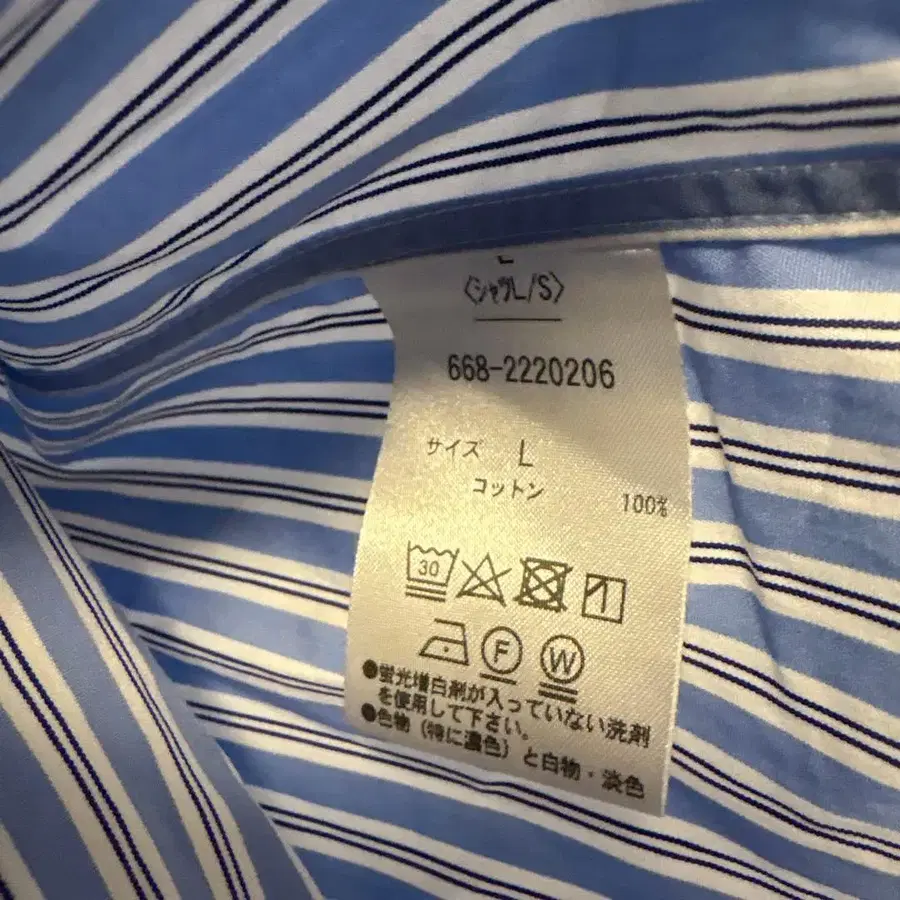 L
〈シャツL/S〉
668-2220206
サイズ L
コットン 100%
30
F W
●蛍光増白剤が入っていない洗剤
を使用して下さい。
●色物（特に濃色）と白物・淡色